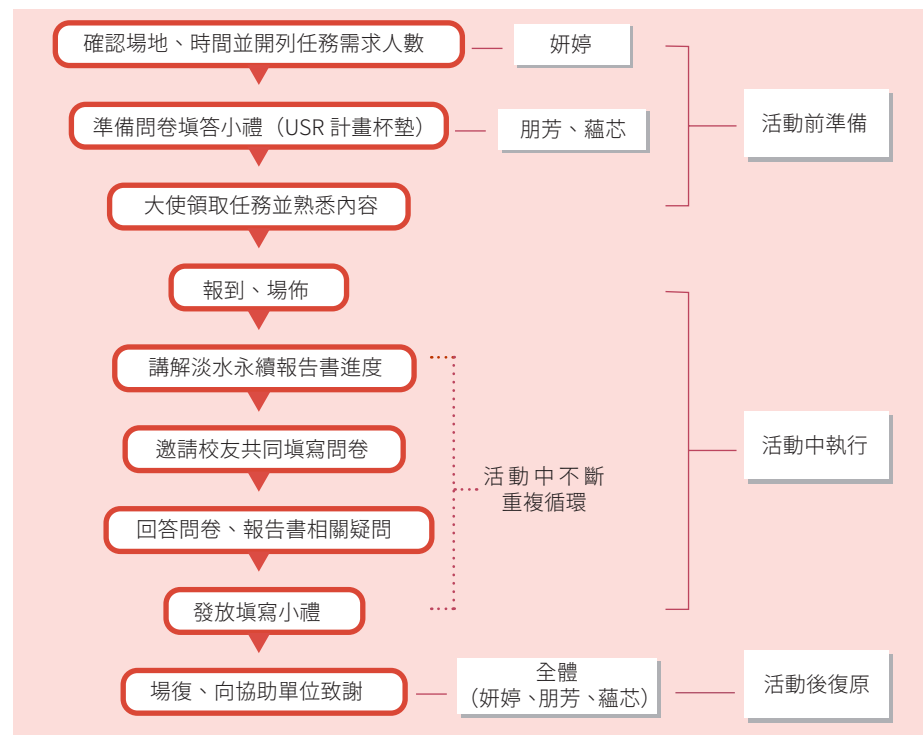 確認場地、時間並開列任務需求人數
妍婷
準備問卷填答小禮（USR 計畫杯墊）
朋芳、蘊芯
活動前準備
大使領取任務並熟悉內容
報到、場佈
講解淡水永續報告書進度
邀請校友共同填寫問卷
活動中不斷
重複循環
活動中執行
回答問卷、報告書相關疑問
發放填寫小禮
場復、向協助單位致謝
全體
（妍婷、朋芳、蘊芯）
活動後復原